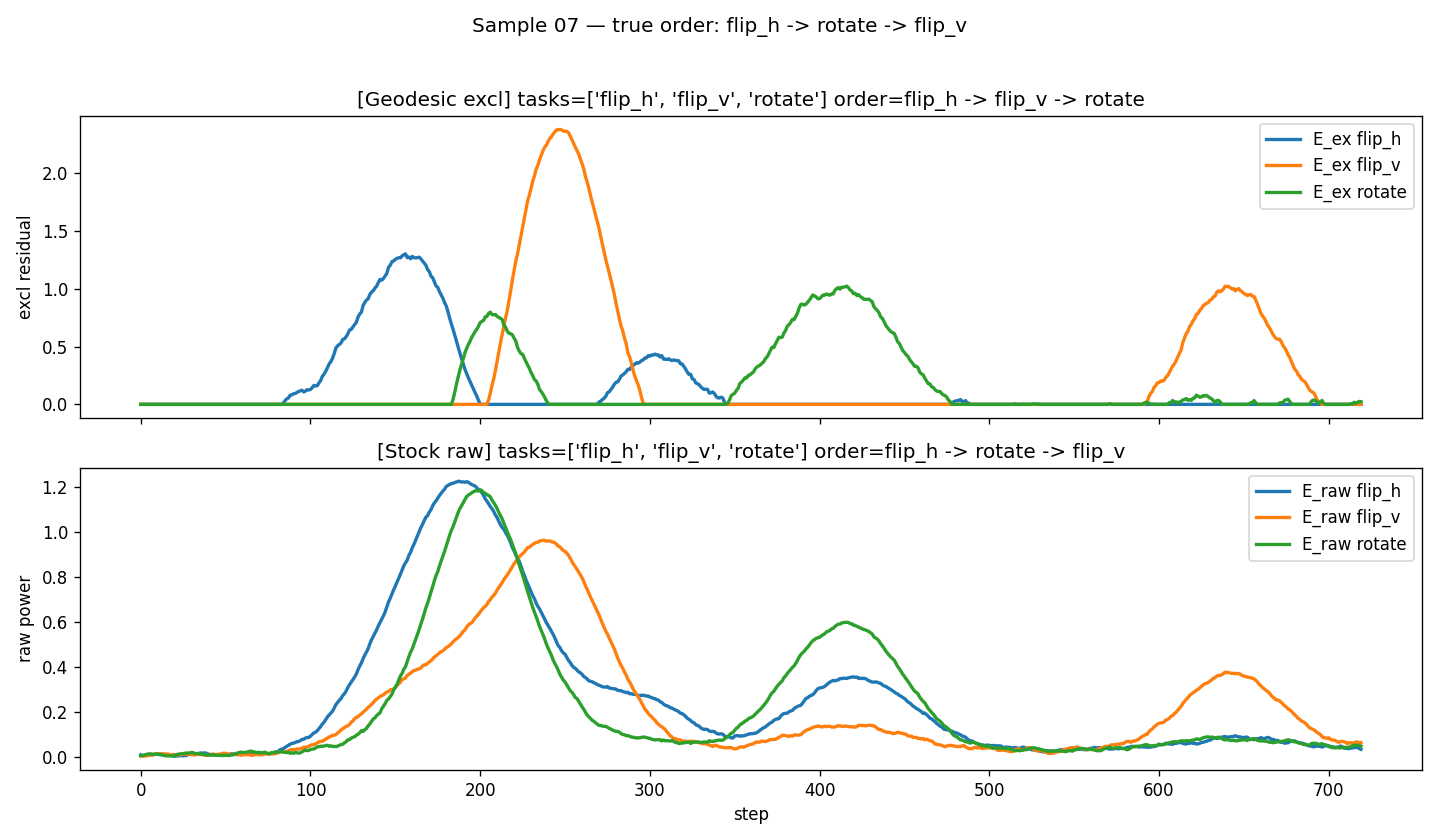 Sample 07 — true order: flip_h -> rotate -> flip_v
[Geodesic excl] tasks=['flip_h', 'flip_v', 'rotate'] order=flip_h -> flip_v -> rotate
E_ex flip_h
E_ex flip_v
E_ex rotate
excl residual
2.0
1.5
1.0
0.5
0.0
[Stock raw] tasks=['flip_h', 'flip_v', 'rotate'] order=flip_h -> rotate -> flip_v
E_raw flip_h
E_raw flip_v
E_raw rotate
raw power
1.2
1.0
0.8
0.6
0.4
0.2
0.0
0 100 200 300 400 500 600 700
step